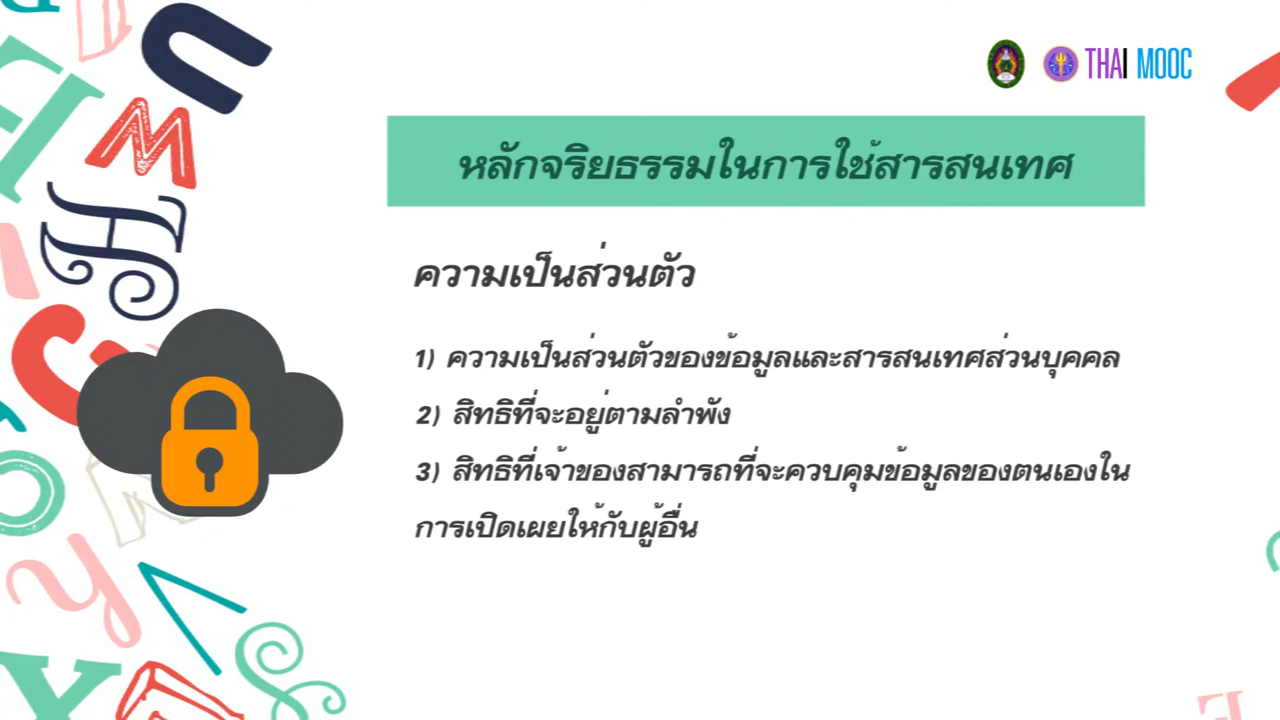 THAI MOOC
หลักจริยธรรมในการใช้สารสนเทศ
ความเป็นส่วนตัว
1) ความเป็นส่วนตัวของข้อมูลและสารสนเทศส่วนบุคคล
2) สิทธิที่จะอยู่ตามลำพัง
3) สิทธิที่เจ้าของสามารถที่จะควบคุมข้อมูลของตนเองใน
การเปิดเผยให้กับผู้อื่น